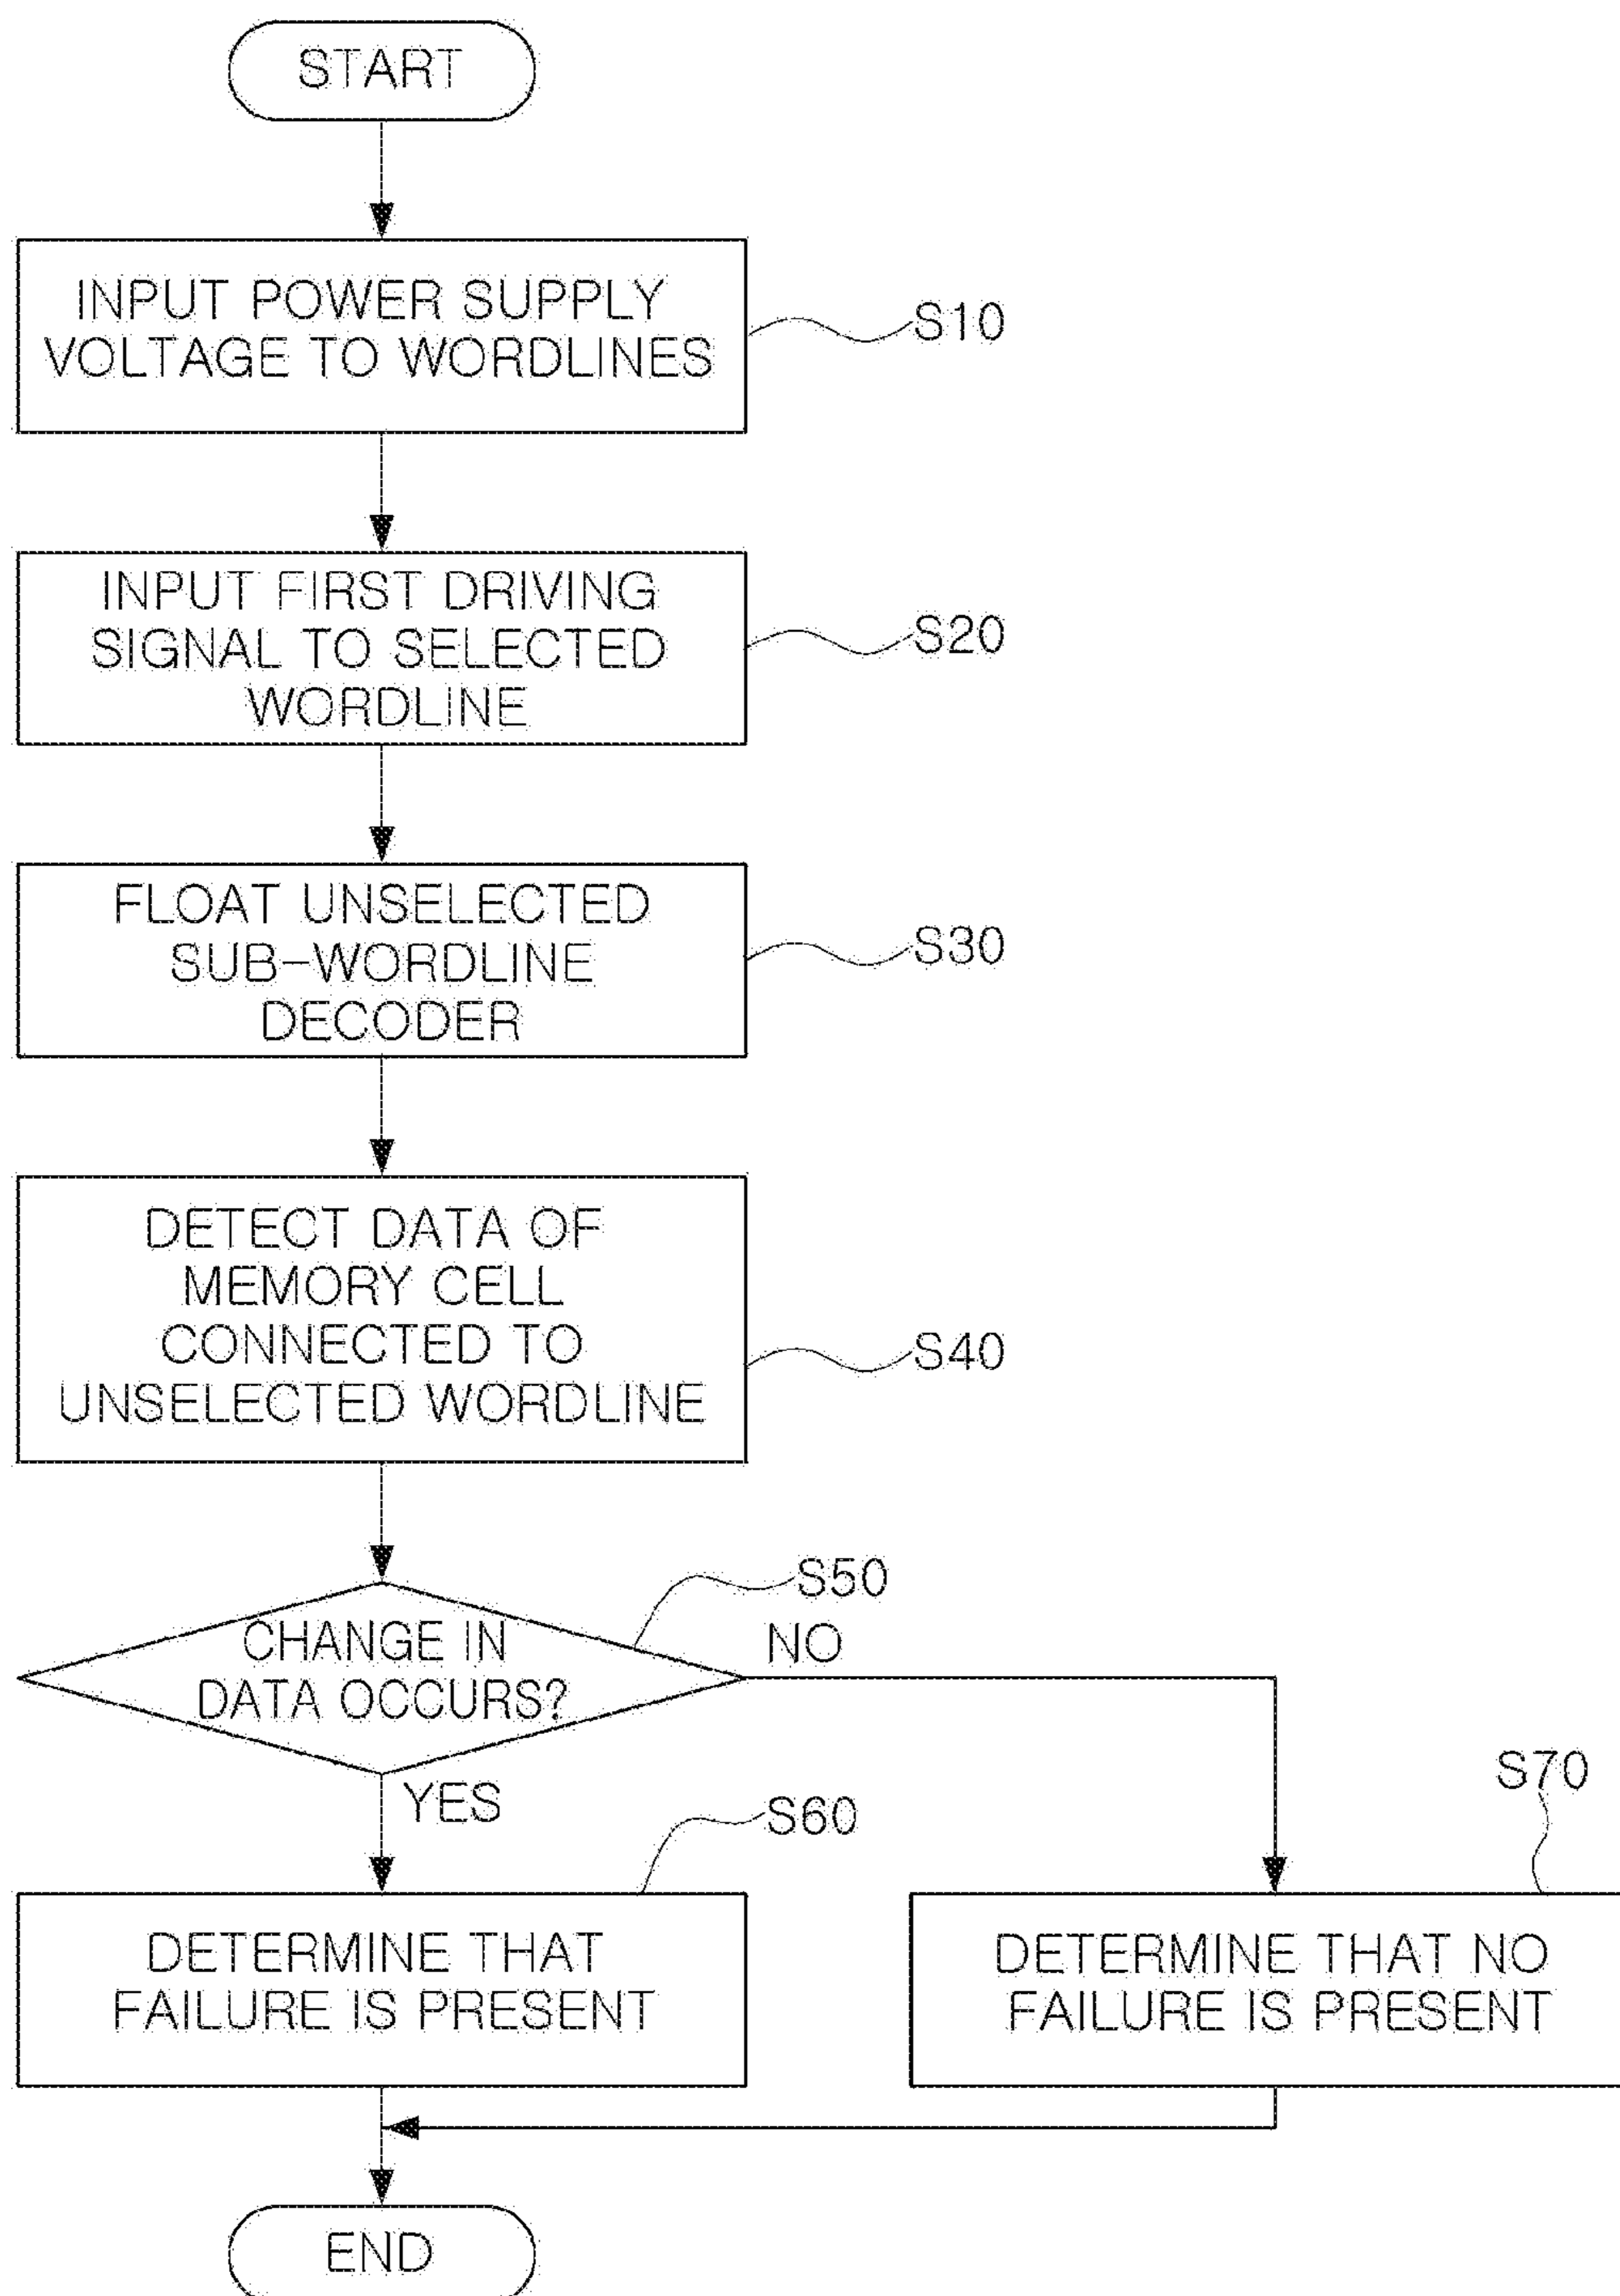 START
INPUT POWER SUPPLY
VOLTAGE TO WORDLINES
S10
INPUT FIRST DRIVING
SIGNAL TO SELECTED
WORDLINE
S20
FLOAT UNSELECTED
SUB-WORDLINE
DECODER
S30
DETECT DATA OF
MEMORY CELL
CONNECTED TO
UNSELECTED WORDLINE
S40
S50
CHANGE IN
DATA OCCURS?
NO
YES
S60
S70
DETERMINE THAT
FAILURE IS PRESENT
DETERMINE THAT NO
FAILURE IS PRESENT
END